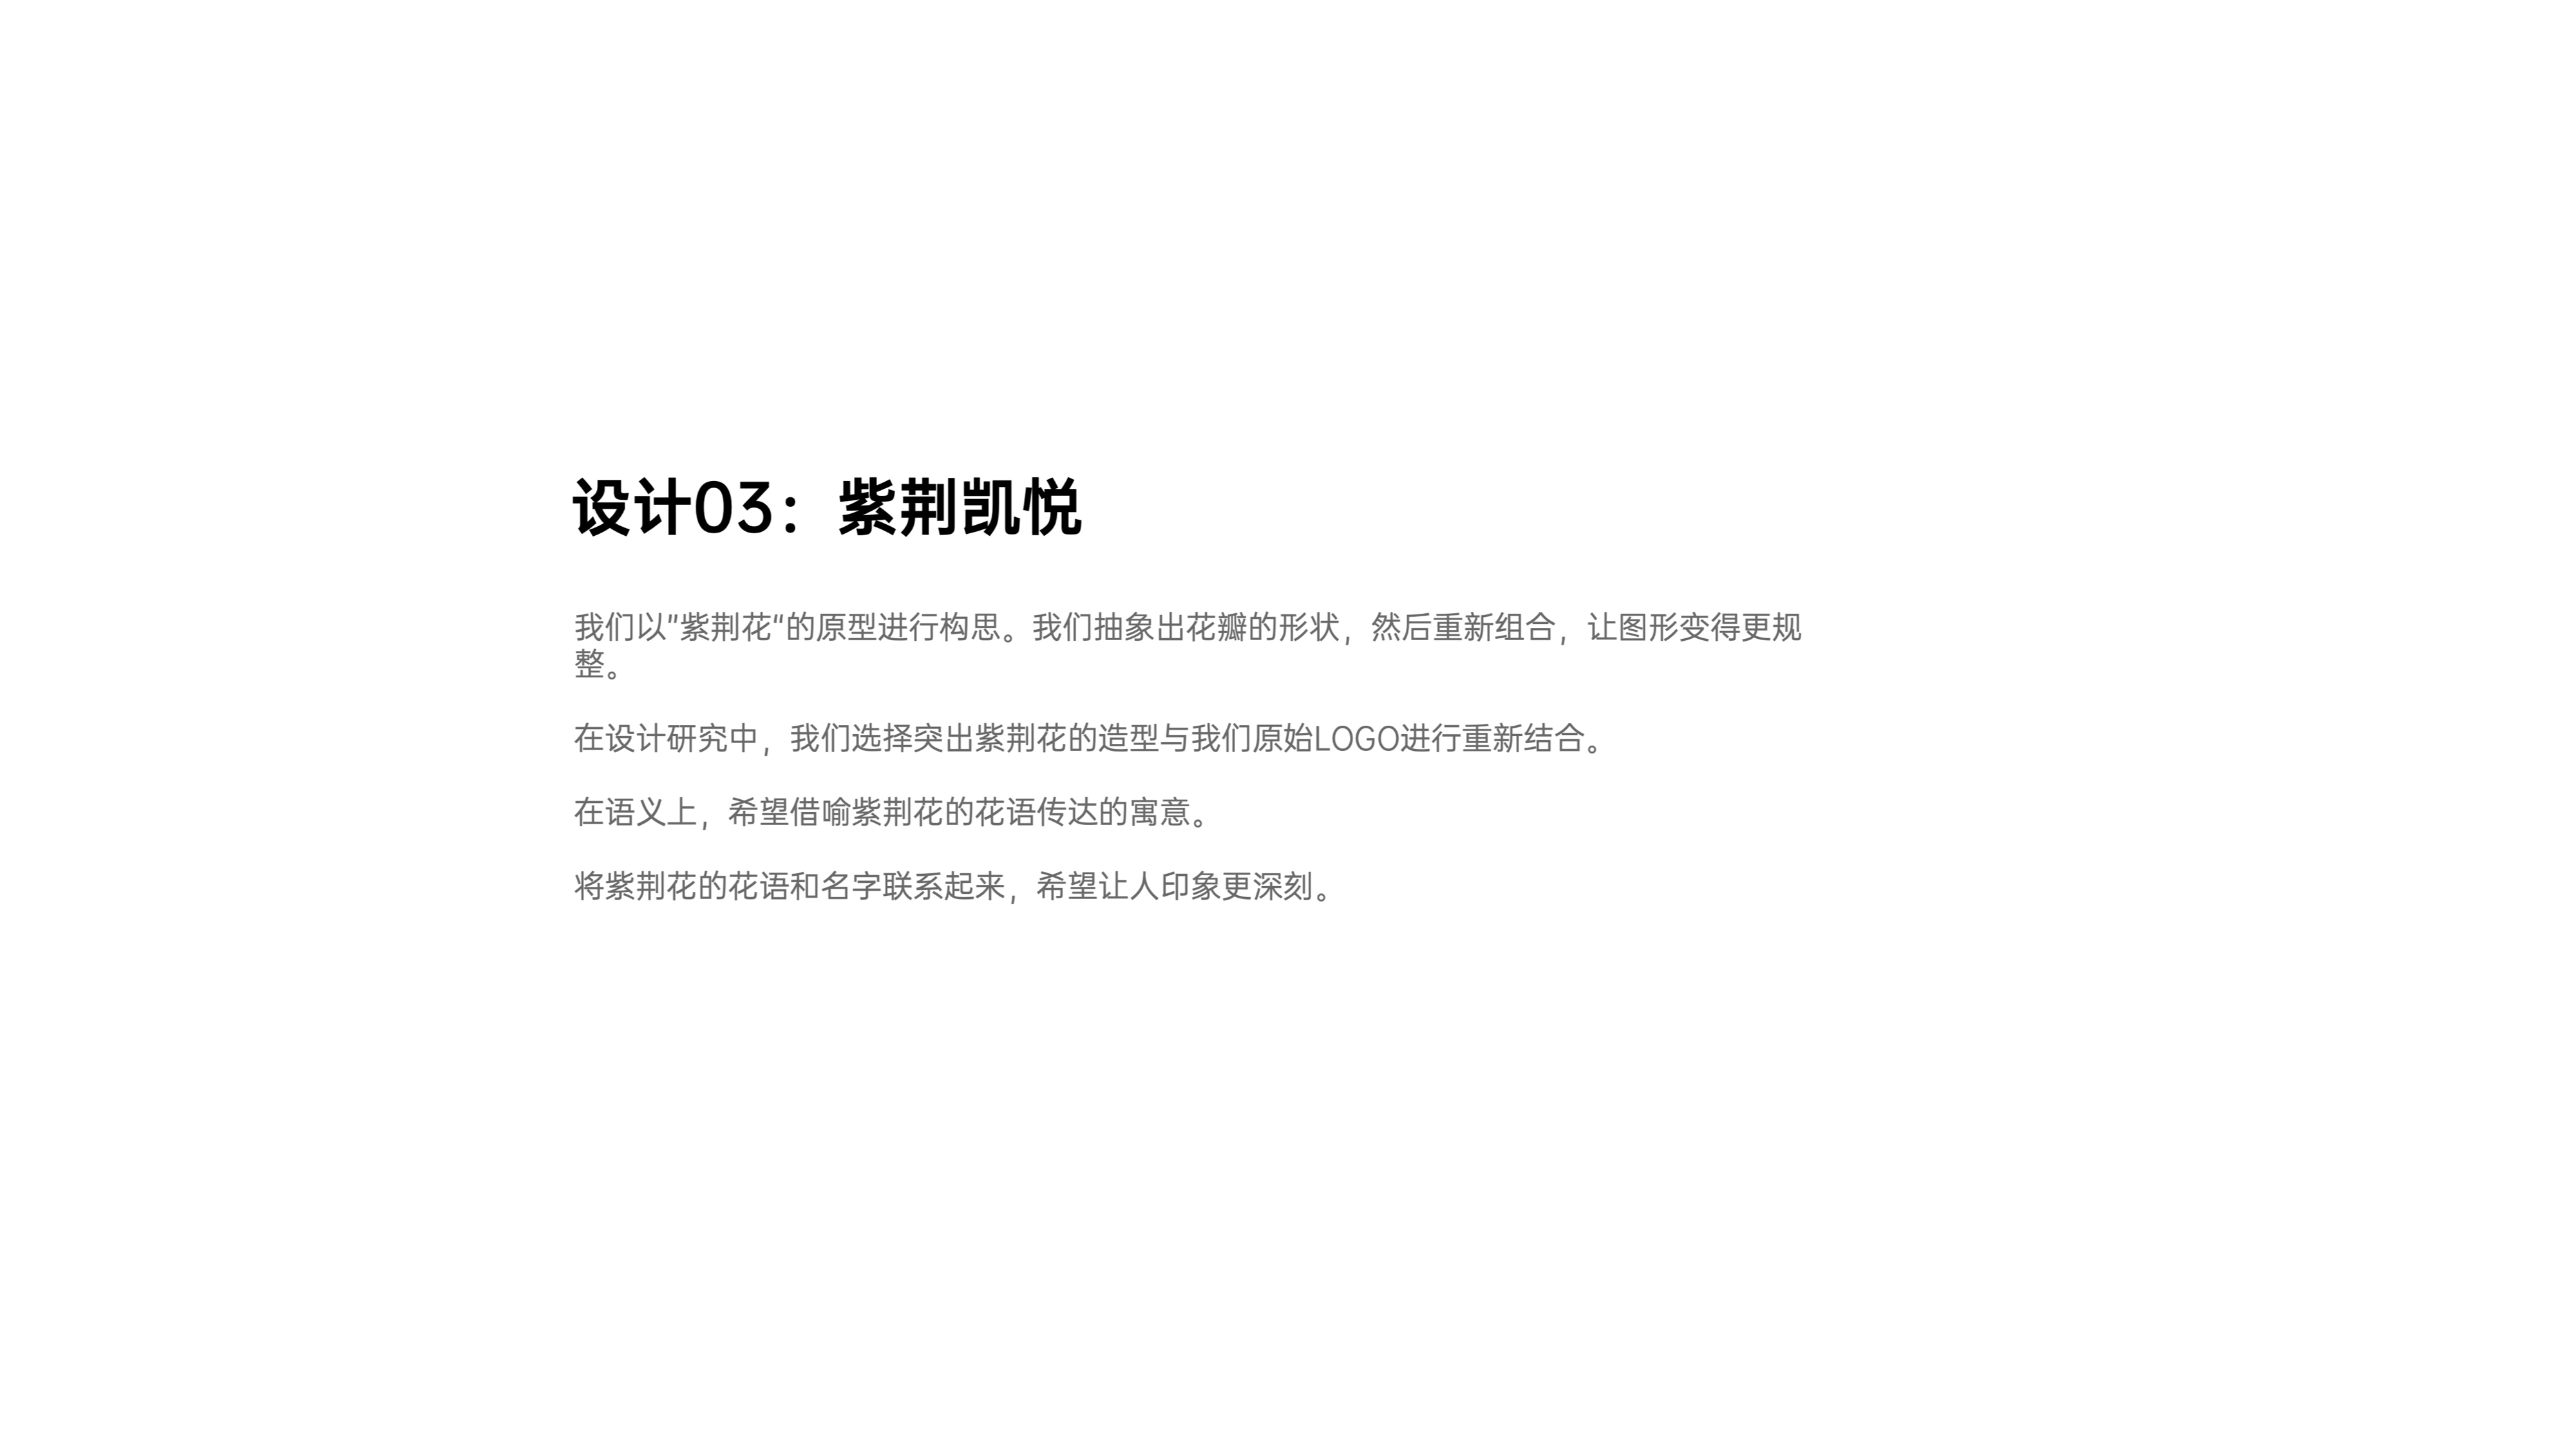 设计03：紫荆凯悦
我们以”紫荆花“的原型进行构思。我们抽象出花瓣的形状，然后重新组合，让图形变得更规
整。
在设计研究中，我们选择突出紫荆花的造型与我们原始LOGO进行重新结合。
在语义上，希望借喻紫荆花的花语传达的寓意。
将紫荆花的花语和名字联系起来，希望让人印象更深刻。